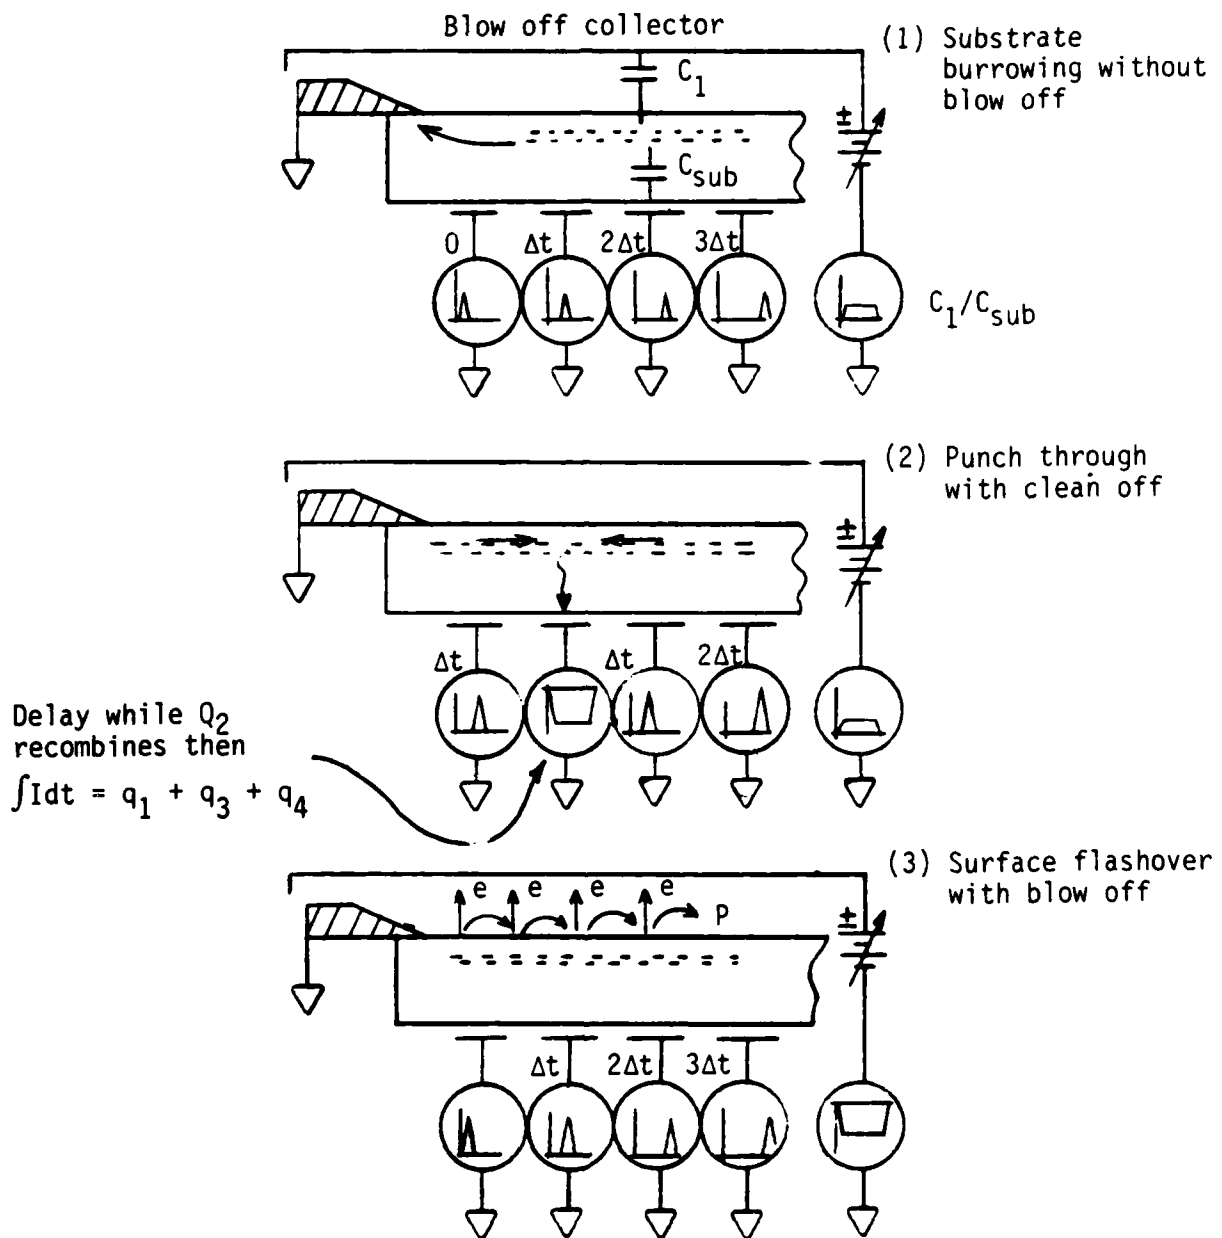 Blow off collector
(1) Substrate
burrowing without
blow off
C1
±
Csub
0 Δt 2Δt 3Δt
C1/Csub
(2) Punch through
with clean off
±
Δt Δt 2Δt
Delay while Q2
recombines then
∫Idt = q1 + q3 + q4
(3) Surface flashover
with blow off
e e e e
P
±
Δt 2Δt 3Δt